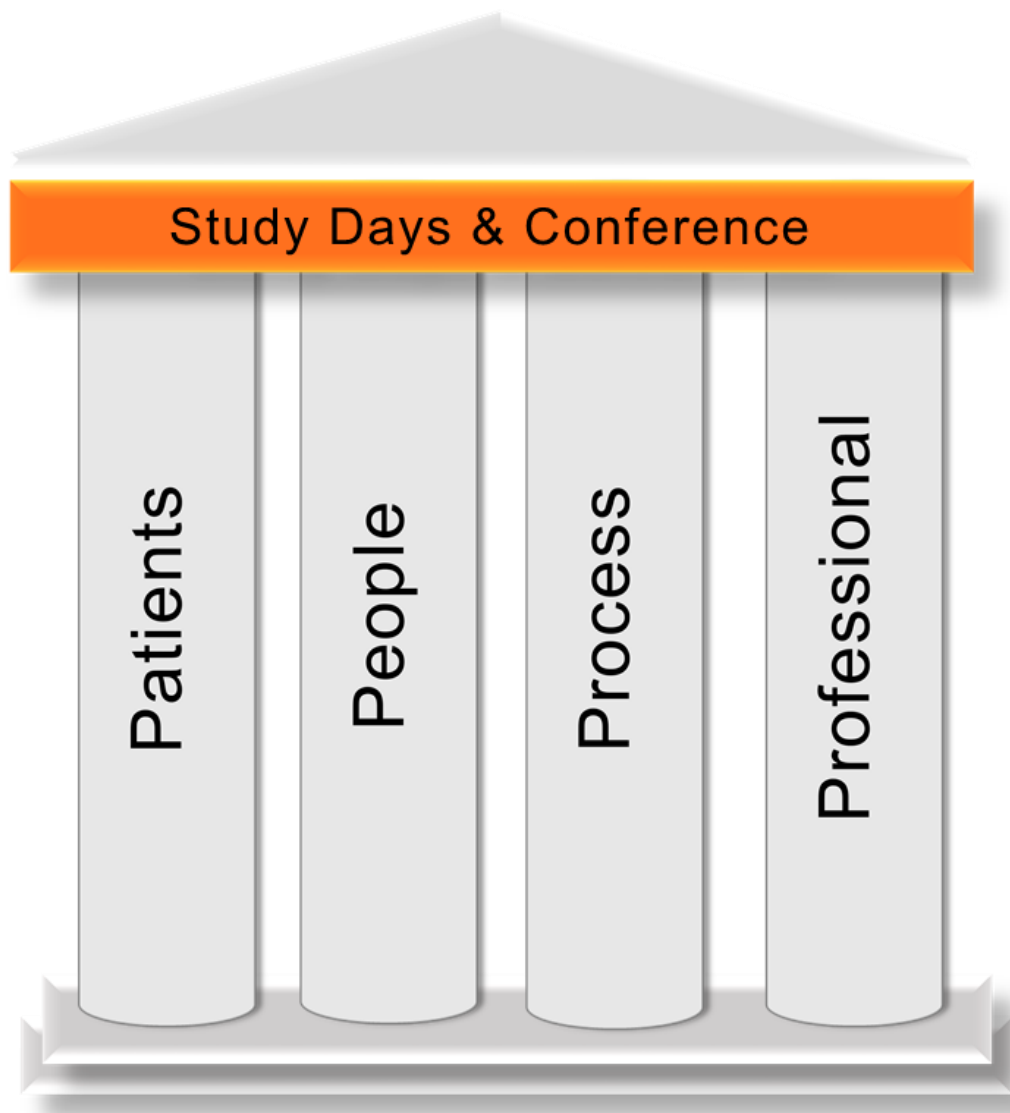 Study Days & Conference
Patients
People
Process
Professional